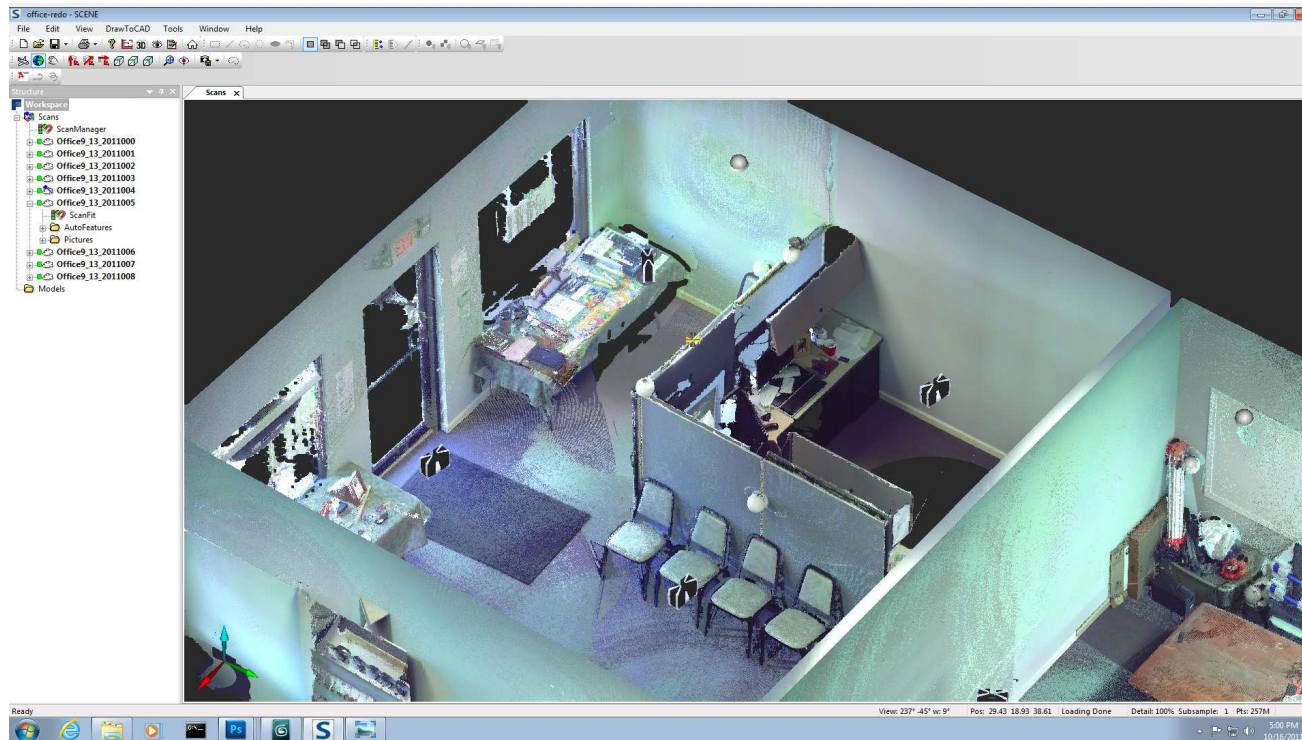 S office-redo - SCENE
File Edit View DrawToCAD Tools Window Help
3D
Structure
Scans x
Workspace
Scans
ScanManager
Office9_13_2011000
Office9_13_2011001
Office9_13_2011002
Office9_13_2011003
Office9_13_2011004
Office9_13_2011005
ScanFit
AutoFeatures
Pictures
Office9_13_2011006
Office9_13_2011007
Office9_13_2011008
Models
EXIT
Ready
View: 237° -45° w: 9° Pos: 29.43 18.93 38.61 Loading Done Detail: 100% Subsample: 1 Pts: 257M
Ps
S
5:00 PM